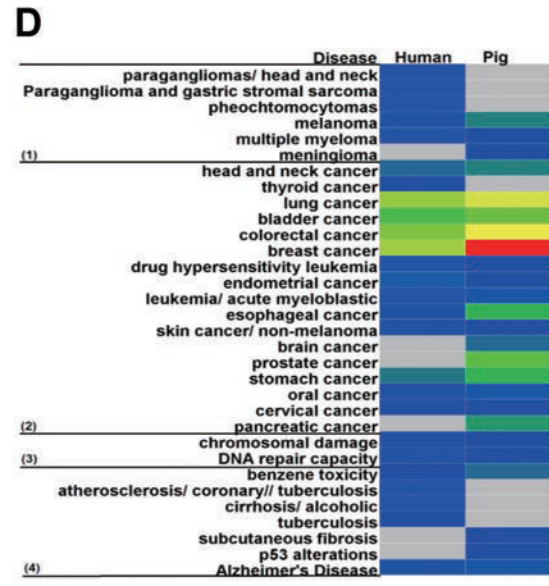 D
Disease Human Pig
paragangliomas/ head and neck
Paraganglioma and gastric stromal sarcoma
pheochtomocytomas
melanoma
multiple myeloma
(1) meningioma
head and neck cancer
thyroid cancer
lung cancer
bladder cancer
colorectal cancer
breast cancer
drug hypersensitivity leukemia
endometrial cancer
leukemia/ acute myeloblastic
esophageal cancer
skin cancer/ non-melanoma
brain cancer
prostate cancer
stomach cancer
oral cancer
cervical cancer
(2) pancreatic cancer
chromosomal damage
(3) DNA repair capacity
benzene toxicity
atherosclerosis/ coronary// tuberculosis
cirrhosis/ alcoholic
tuberculosis
subcutaneous fibrosis
p53 alterations
(4) Alzheimer's Disease